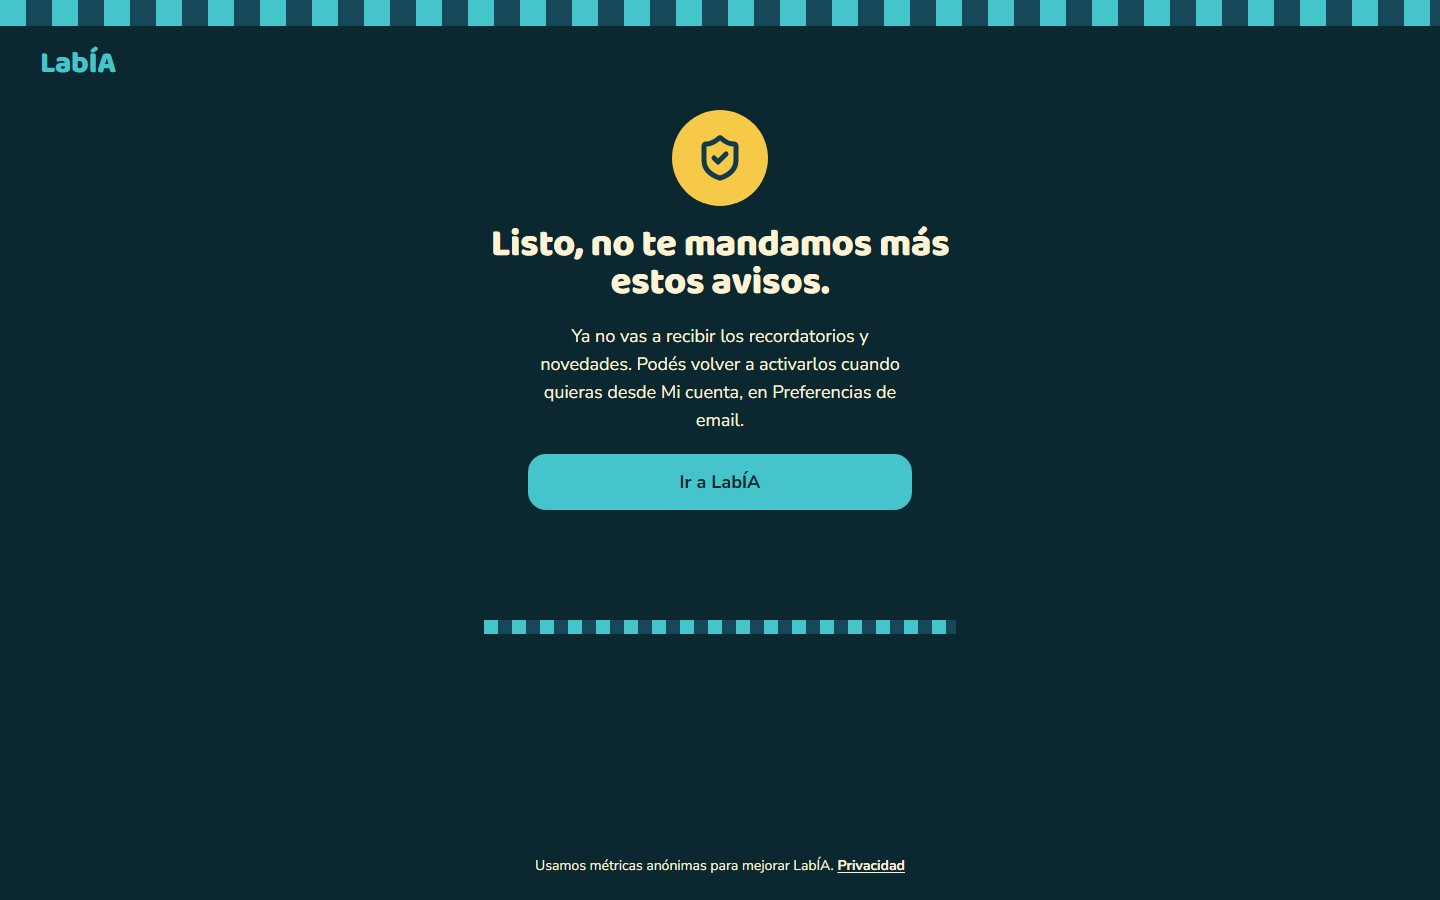 LabÍA
Listo, no te mandamos más
estos avisos.
Ya no vas a recibir los recordatorios y
novedades. Podés volver a activarlos cuando
quieras desde Mi cuenta, en Preferencias de
email.
Ir a LabÍA
Usamos métricas anónimas para mejorar LabÍA. Privacidad